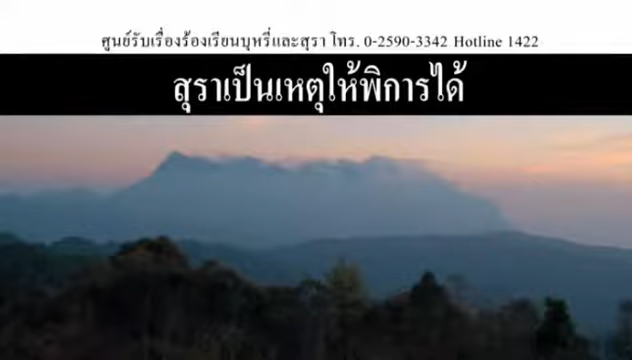 ศูนย์รับเรื่องร้องเรียนบุหรี่และสุรา โทร. 0-2590-3342 Hotline 1422
สุราเป็นเหตุให้พิการได้